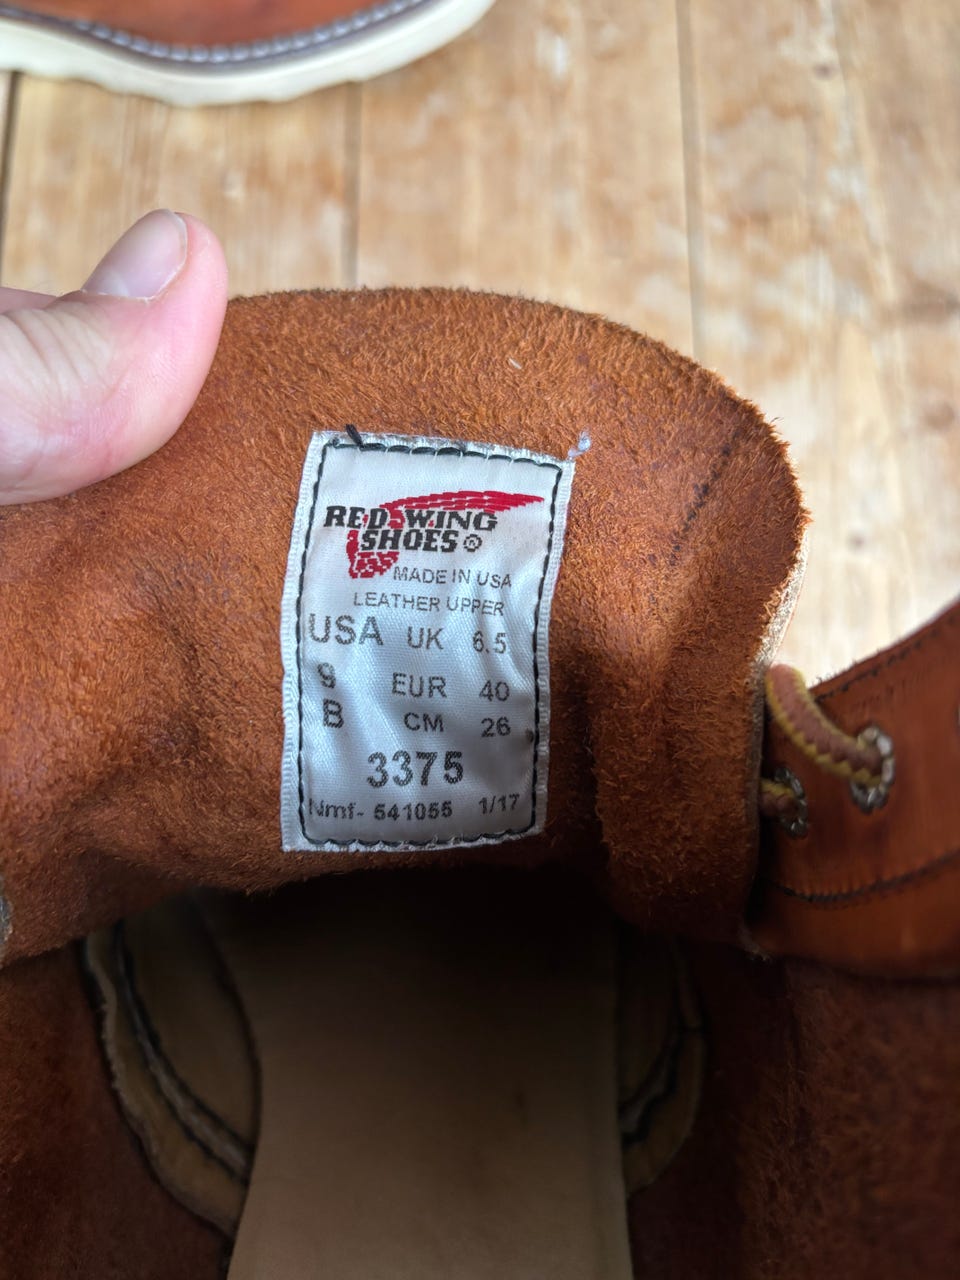 RED WING
SHOES®
MADE IN USA
LEATHER UPPER
USA UK 6.5
9 EUR 40
B CM 26
3375
Nmf- 541055 1/17